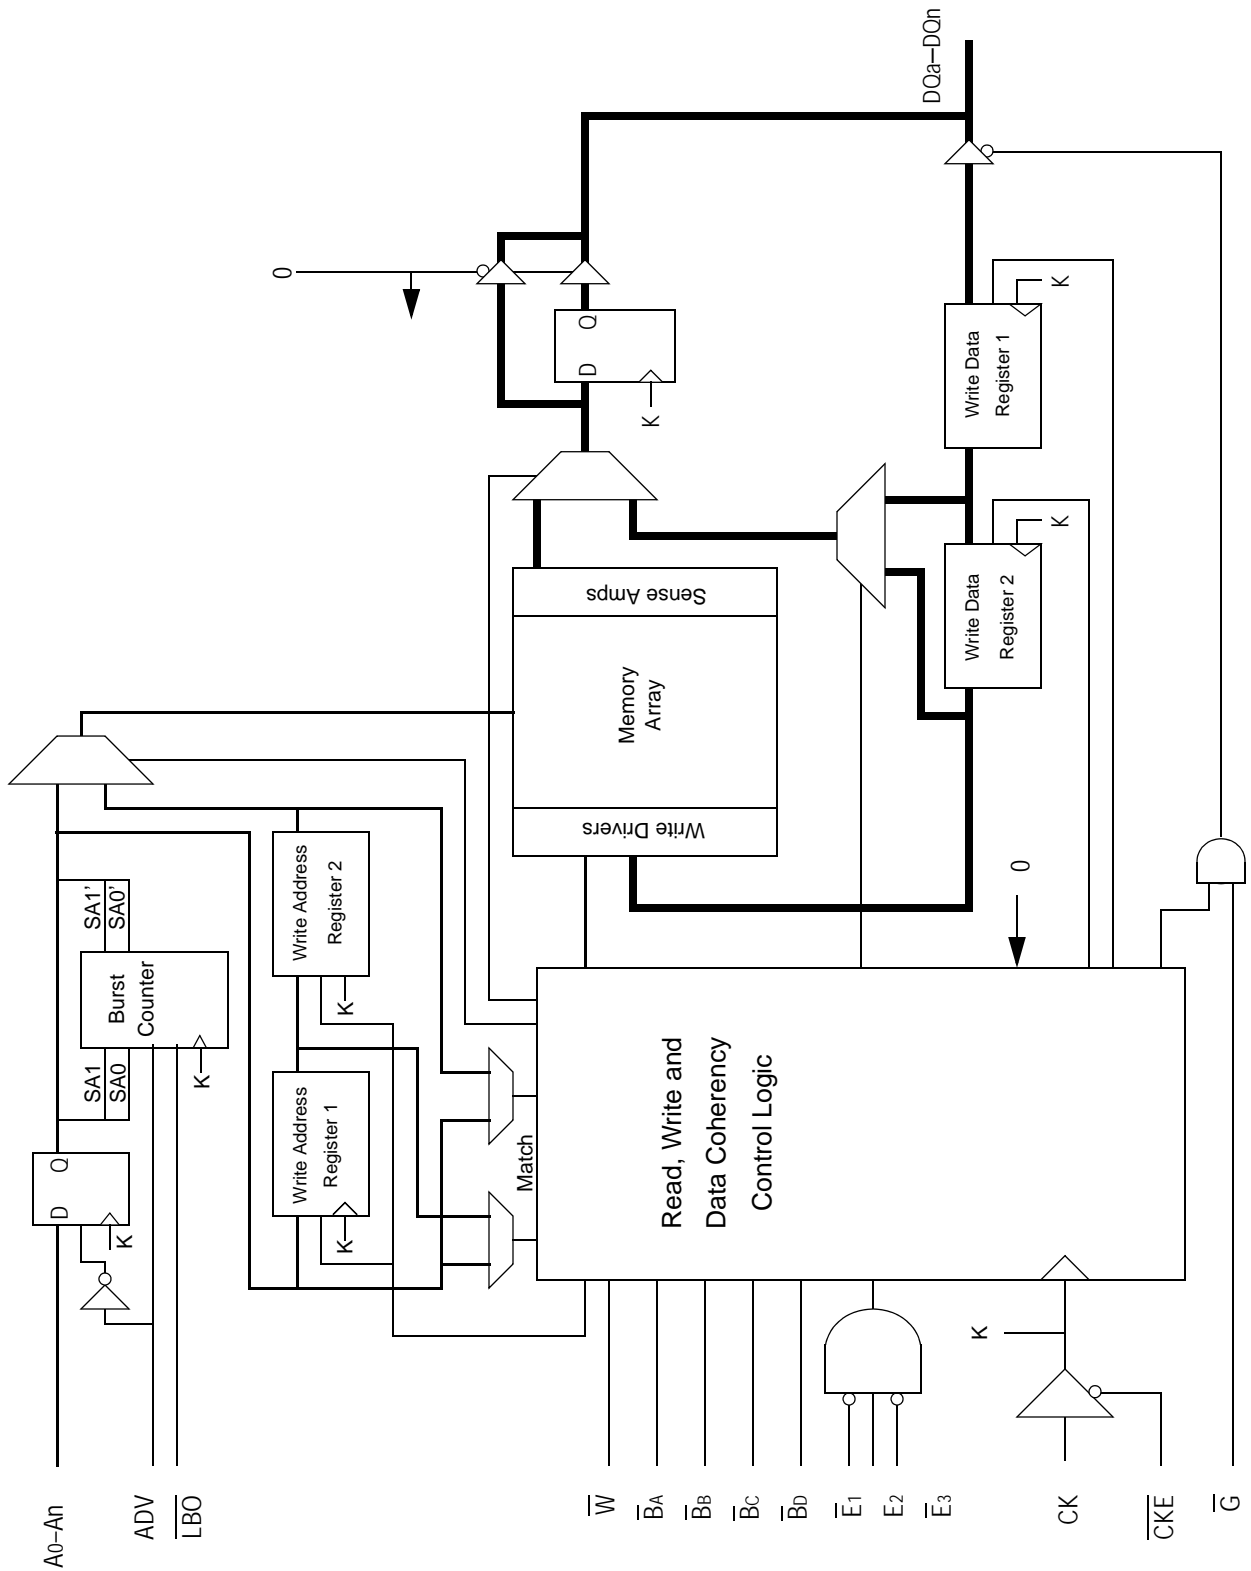 A0–An
ADV
LBO
W
BA
BB
BC
BD
E1
E2
E3
CK
CKE
G
D
Q
K
SA1
SA0
Burst
Counter
SA1'
SA0'
K
Write Address
Register 1
K
Write Address
Register 2
K
Match
Read, Write and
Data Coherency
Control Logic
K
0
Write Drivers
Memory
Array
Sense Amps
Write Data
Register 2
K
Write Data
Register 1
K
D
Q
K
0
DQa–DQn